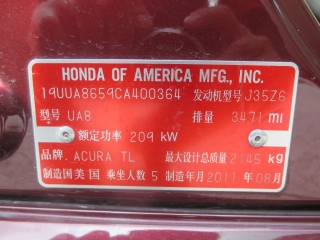 HONDA OF AMERICA MFG., INC.
19UUA8659CA400364 发动机型号 J35Z6
型号 UA8 排量 3471 ml
额定功率 209 kW
品牌 ACURA TL 最大设计总质量 2145 kg
制造国 美国 乘坐人数 5 制造年月 2011 年 08 月